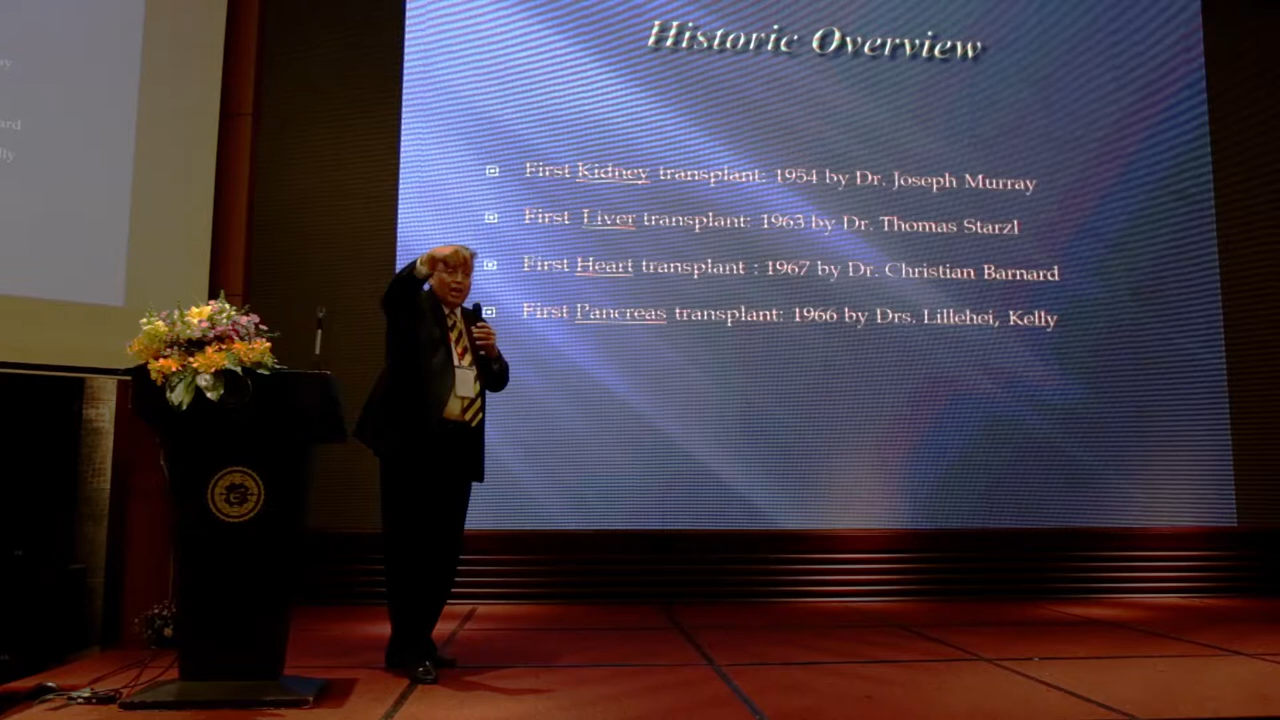 Historic Overview
First Kidney transplant: 1954 by Dr. Joseph Murray
First Liver transplant: 1963 by Dr. Thomas Starzl
First Heart transplant : 1967 by Dr. Christian Barnard
First Pancreas transplant: 1966 by Drs. Lillehei, Kelly